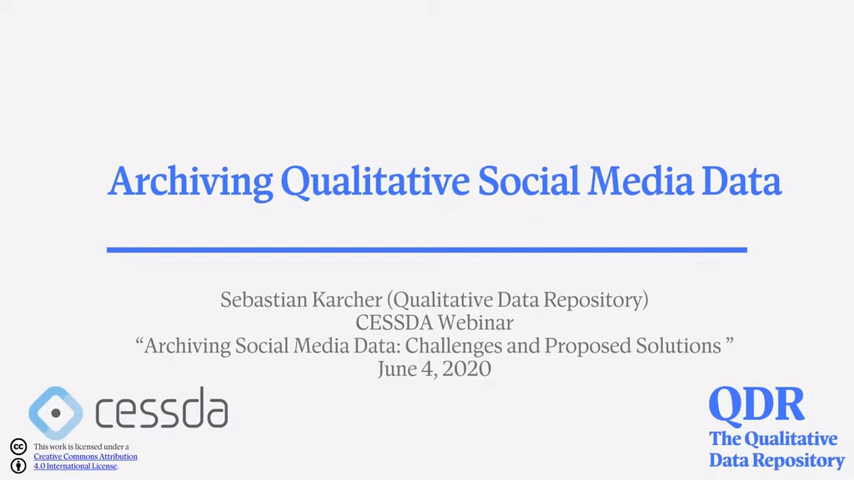 Archiving Qualitative Social Media Data
Sebastian Karcher (Qualitative Data Repository)
CESSDA Webinar
“Archiving Social Media Data: Challenges and Proposed Solutions ”
June 4, 2020
cessda
cc
This work is licensed under a
Creative Commons Attribution
4.0 International License.
QDR
The Qualitative
Data Repository